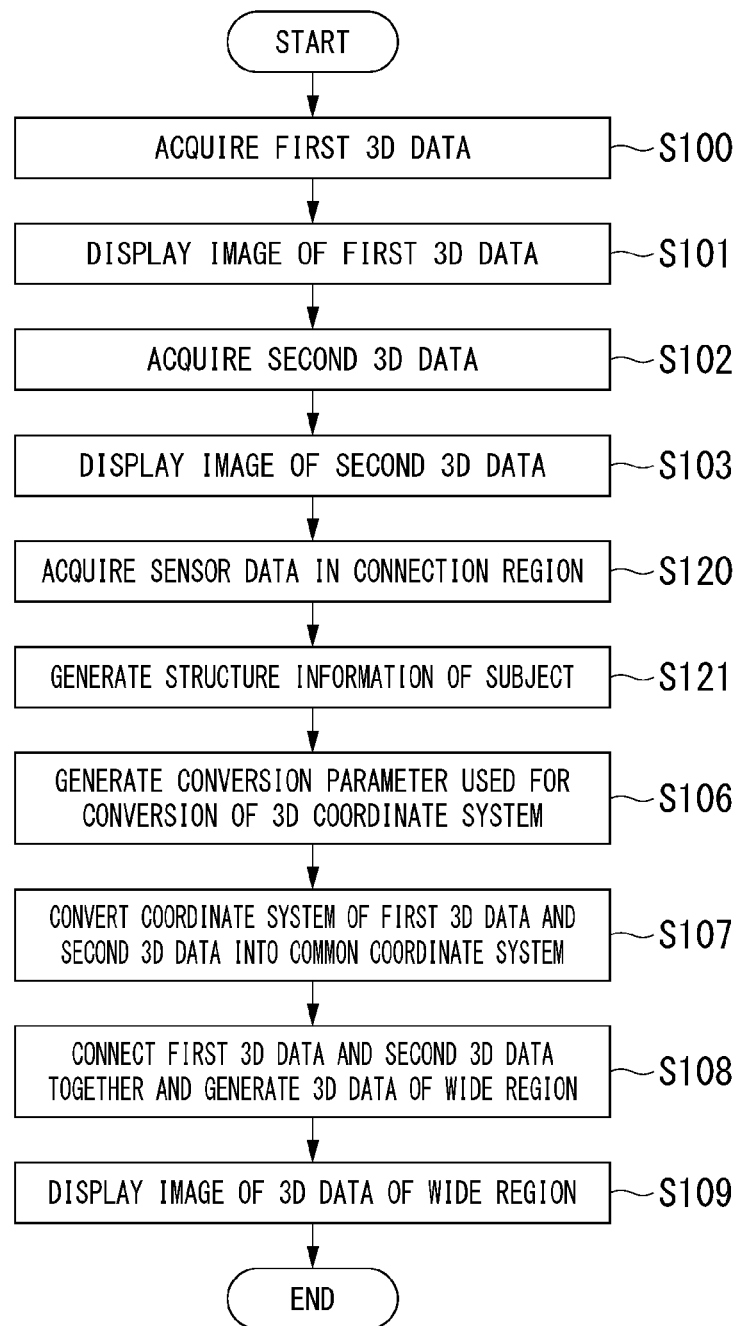 START
ACQUIRE FIRST 3D DATA
S100
DISPLAY IMAGE OF FIRST 3D DATA
S101
ACQUIRE SECOND 3D DATA
S102
DISPLAY IMAGE OF SECOND 3D DATA
S103
ACQUIRE SENSOR DATA IN CONNECTION REGION
S120
GENERATE STRUCTURE INFORMATION OF SUBJECT
S121
GENERATE CONVERSION PARAMETER USED FOR
CONVERSION OF 3D COORDINATE SYSTEM
S106
CONVERT COORDINATE SYSTEM OF FIRST 3D DATA AND
SECOND 3D DATA INTO COMMON COORDINATE SYSTEM
S107
CONNECT FIRST 3D DATA AND SECOND 3D DATA
TOGETHER AND GENERATE 3D DATA OF WIDE REGION
S108
DISPLAY IMAGE OF 3D DATA OF WIDE REGION
S109
END